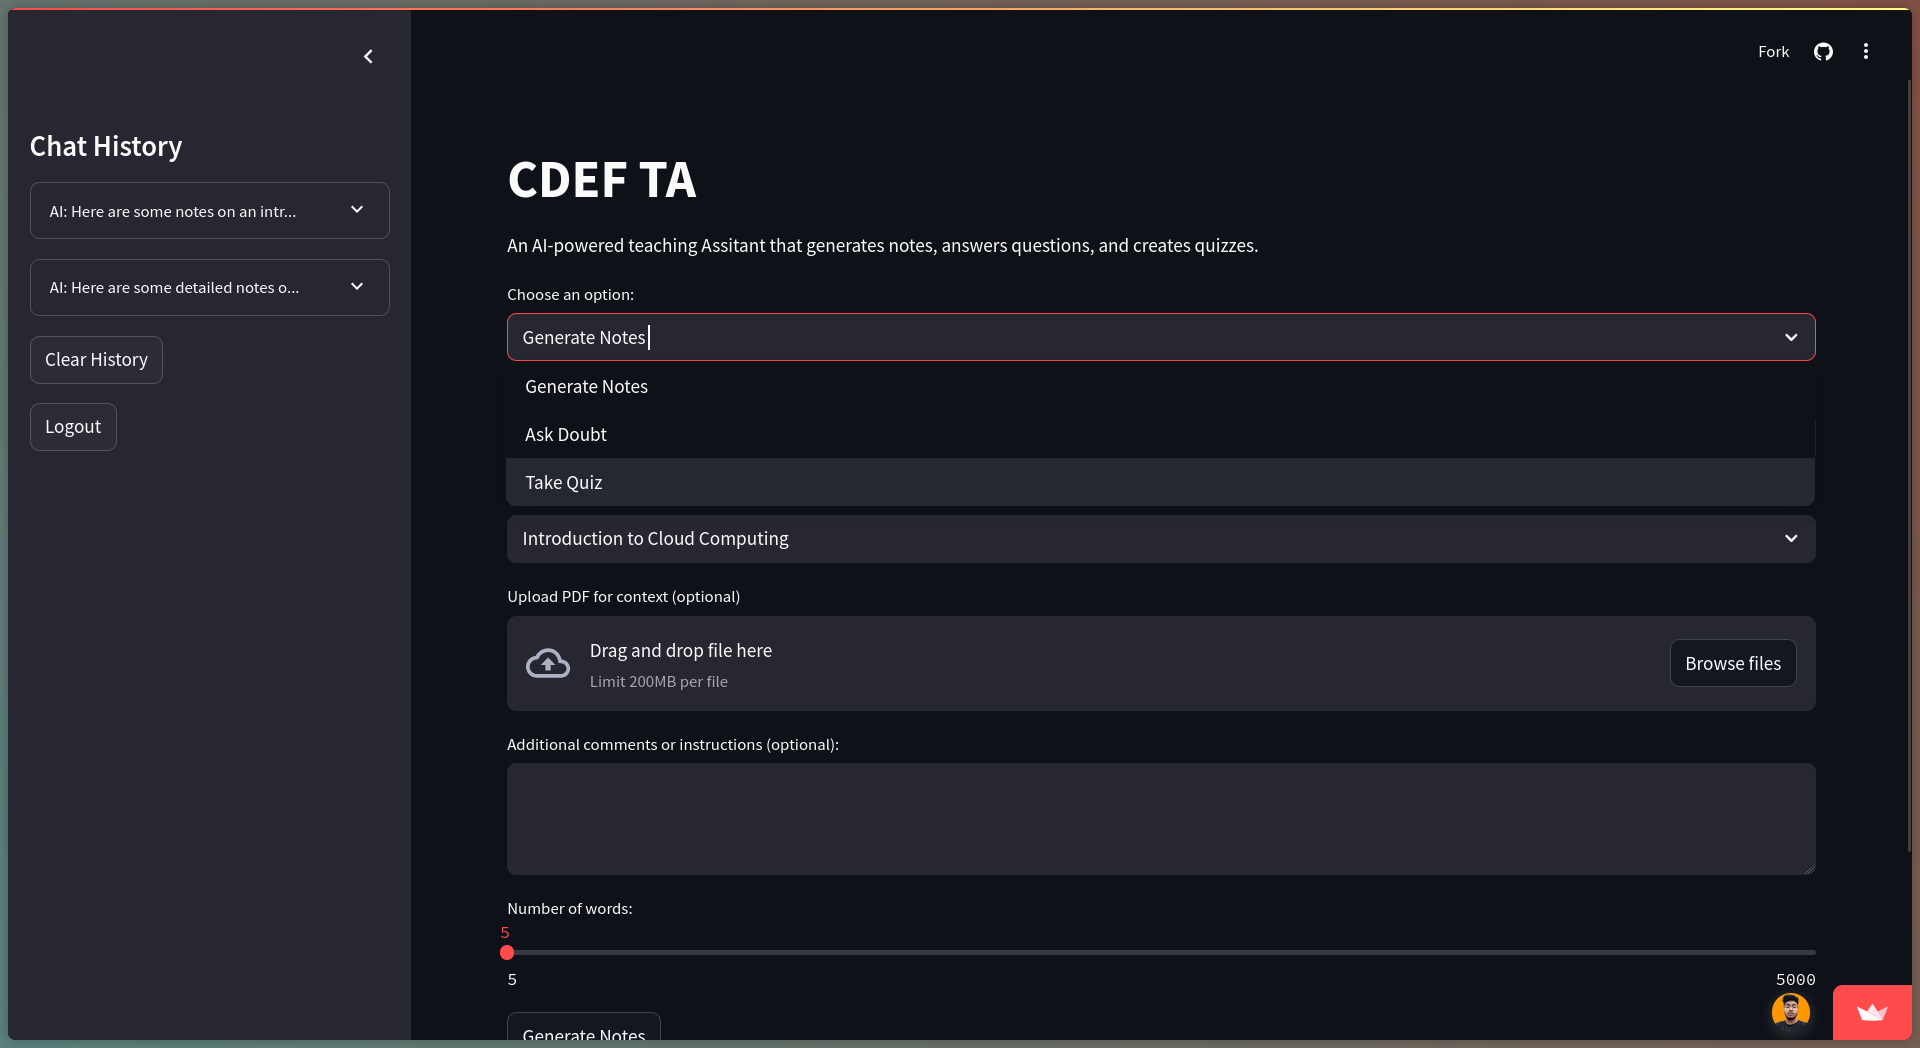 Fork
Chat History
AI: Here are some notes on an intr...
AI: Here are some detailed notes o...
Clear History
Logout
CDEF TA
An AI-powered teaching Assitant that generates notes, answers questions, and creates quizzes.
Choose an option:
Generate Notes
Generate Notes
Ask Doubt
Take Quiz
Introduction to Cloud Computing
Upload PDF for context (optional)
Drag and drop file here
Limit 200MB per file
Browse files
Additional comments or instructions (optional):
Number of words:
5
5
5000
Generate Notes